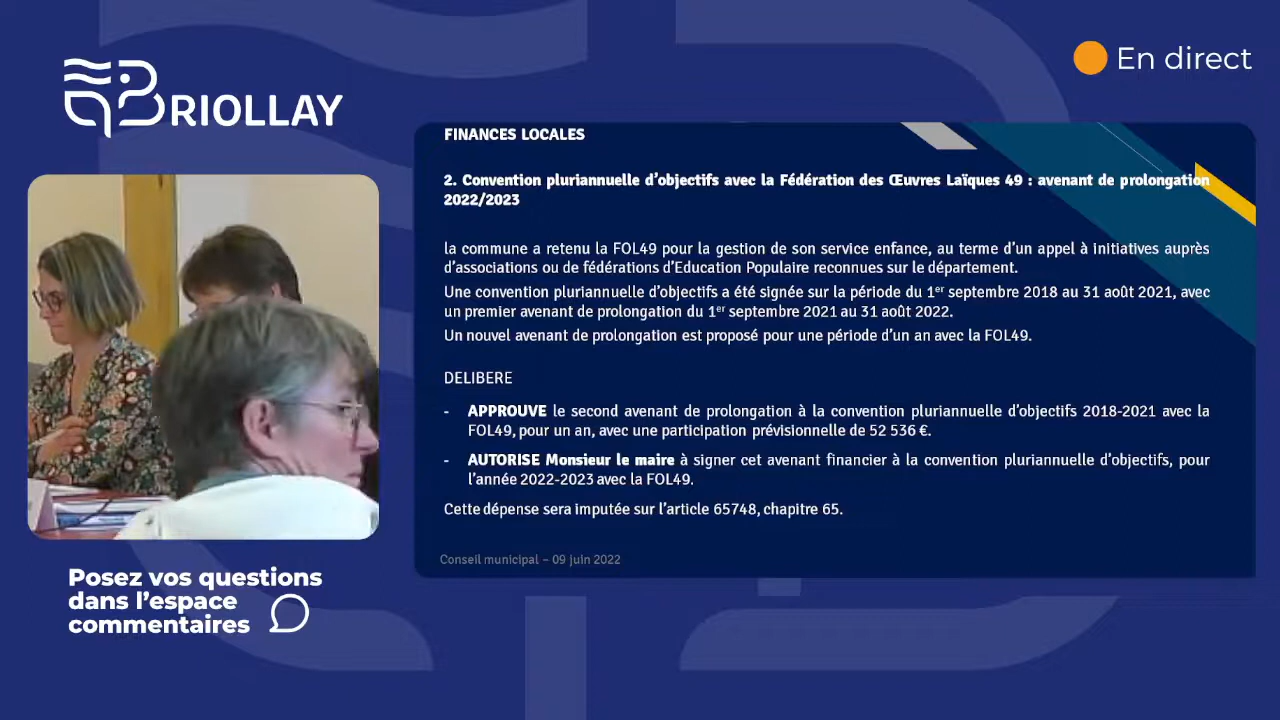 BRIOLLAY
En direct
FINANCES LOCALES
2. Convention pluriannuelle d'objectifs avec la Fédération des Œuvres Laïques 49 : avenant de prolongation
2022/2023
la commune a retenu la FOL49 pour la gestion de son service enfance, au terme d'un appel à initiatives auprès
d'associations ou de fédérations d'Education Populaire reconnues sur le département.
Une convention pluriannuelle d'objectifs a été signée sur la période du 1er septembre 2018 au 31 août 2021, avec
un premier avenant de prolongation du 1er septembre 2021 au 31 août 2022.
Un nouvel avenant de prolongation est proposé pour une période d'un an avec la FOL49.
DELIBERE
- APPROUVE le second avenant de prolongation à la convention pluriannuelle d'objectifs 2018-2021 avec la
FOL49, pour un an, avec une participation prévisionnelle de 52 536 €.
- AUTORISE Monsieur le maire à signer cet avenant financier à la convention pluriannuelle d'objectifs, pour
l'année 2022-2023 avec la FOL49.
Cette dépense sera imputée sur l'article 65748, chapitre 65.
Conseil municipal – 09 juin 2022
Posez vos questions
dans l'espace
commentaires